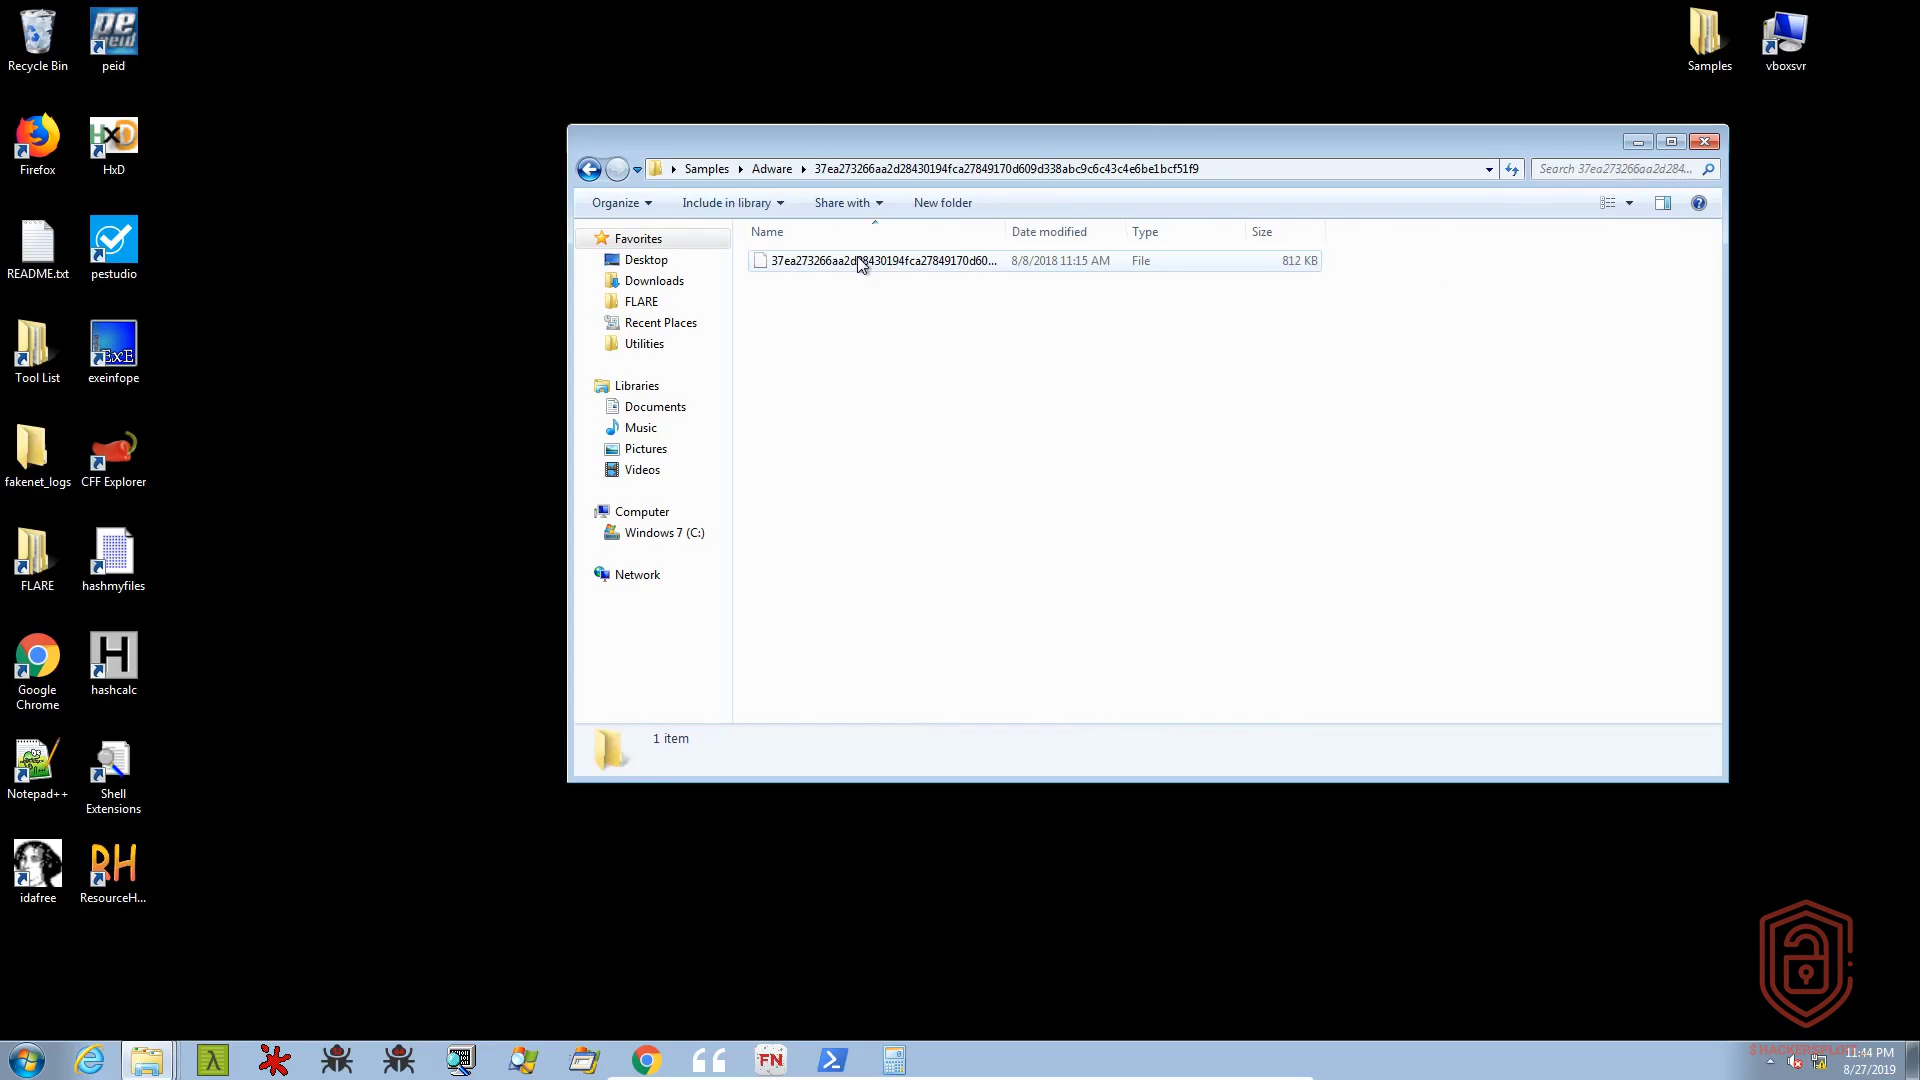 Recycle Bin
peid
Samples
vboxsvr
Firefox
HxD
README.txt
pestudio
Tool List
exeinfope
fakenet_logs
CFF Explorer
FLARE
hashmyfiles
Google
Chrome
hashcalc
Notepad++
Shell
Extensions
idafree
ResourceH...
Samples
Adware
37ea273266aa2d28430194fca27849170d609d338abc9c6c43c4e6be1bcf51f9
Search 37ea273266aa2d284...
Organize
Include in library
Share with
New folder
Name
Date modified
Type
Size
37ea273266aa2d28430194fca27849170d60...
8/8/2018 11:15 AM
File
812 KB
Favorites
Desktop
Downloads
FLARE
Recent Places
Utilities
Libraries
Documents
Music
Pictures
Videos
Computer
Windows 7 (C:)
Network
1 item
FN
11:44 PM
8/27/2019